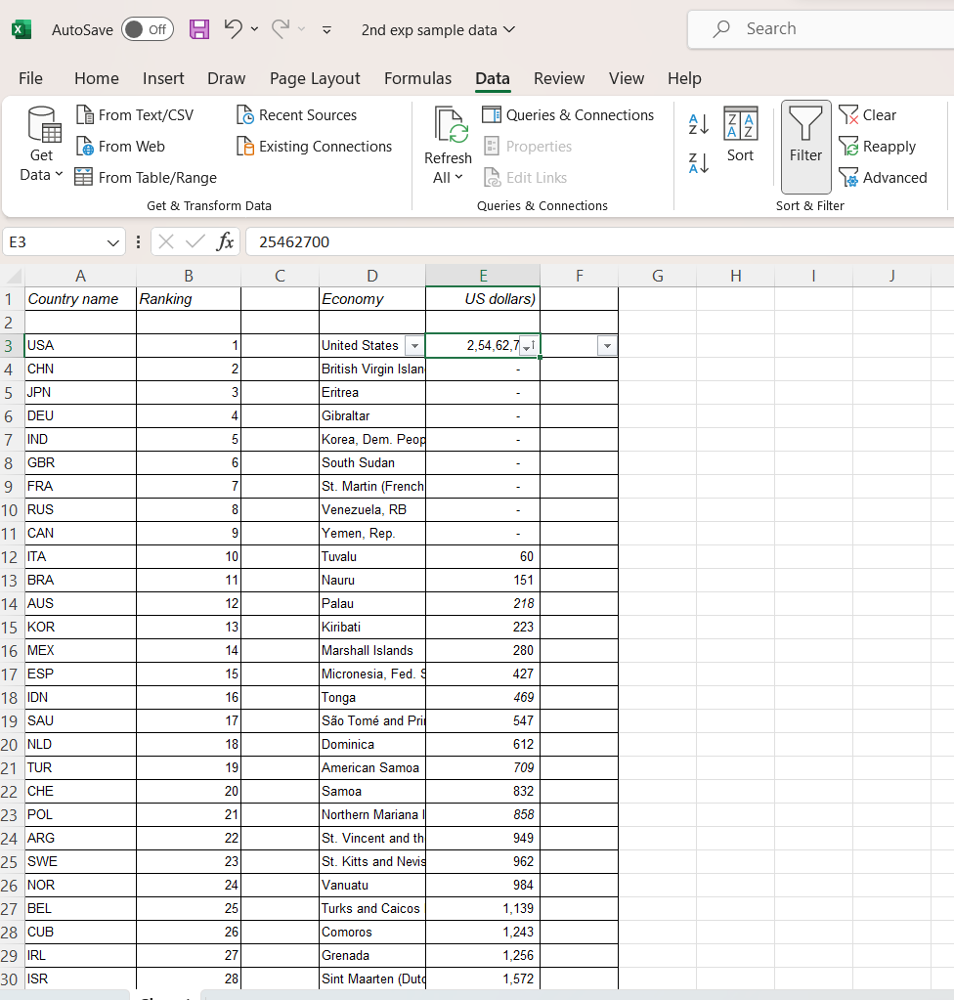 AutoSave Off 2nd exp sample data Search
File Home Insert Draw Page Layout Formulas Data Review View Help
Get Data
From Text/CSV
From Web
From Table/Range
Recent Sources
Existing Connections
Get & Transform Data
Refresh All
Queries & Connections
Properties
Edit Links
Queries & Connections
Sort
Filter
Clear
Reapply
Advanced
Sort & Filter
E3 fx 25462700
A B C D E F G H I J
1 Country name Ranking Economy US dollars)
2
3 USA 1 United States 2,54,62,7
4 CHN 2 British Virgin Islan -
5 JPN 3 Eritrea -
6 DEU 4 Gibraltar -
7 IND 5 Korea, Dem. Peop -
8 GBR 6 South Sudan -
9 FRA 7 St. Martin (French -
10 RUS 8 Venezuela, RB -
11 CAN 9 Yemen, Rep. -
12 ITA 10 Tuvalu 60
13 BRA 11 Nauru 151
14 AUS 12 Palau 218
15 KOR 13 Kiribati 223
16 MEX 14 Marshall Islands 280
17 ESP 15 Micronesia, Fed. S 427
18 IDN 16 Tonga 469
19 SAU 17 São Tomé and Prin 547
20 NLD 18 Dominica 612
21 TUR 19 American Samoa 709
22 CHE 20 Samoa 832
23 POL 21 Northern Mariana I 858
24 ARG 22 St. Vincent and th 949
25 SWE 23 St. Kitts and Nevis 962
26 NOR 24 Vanuatu 984
27 BEL 25 Turks and Caicos 1,139
28 CUB 26 Comoros 1,243
29 IRL 27 Grenada 1,256
30 ISR 28 Sint Maarten (Dutc 1,572